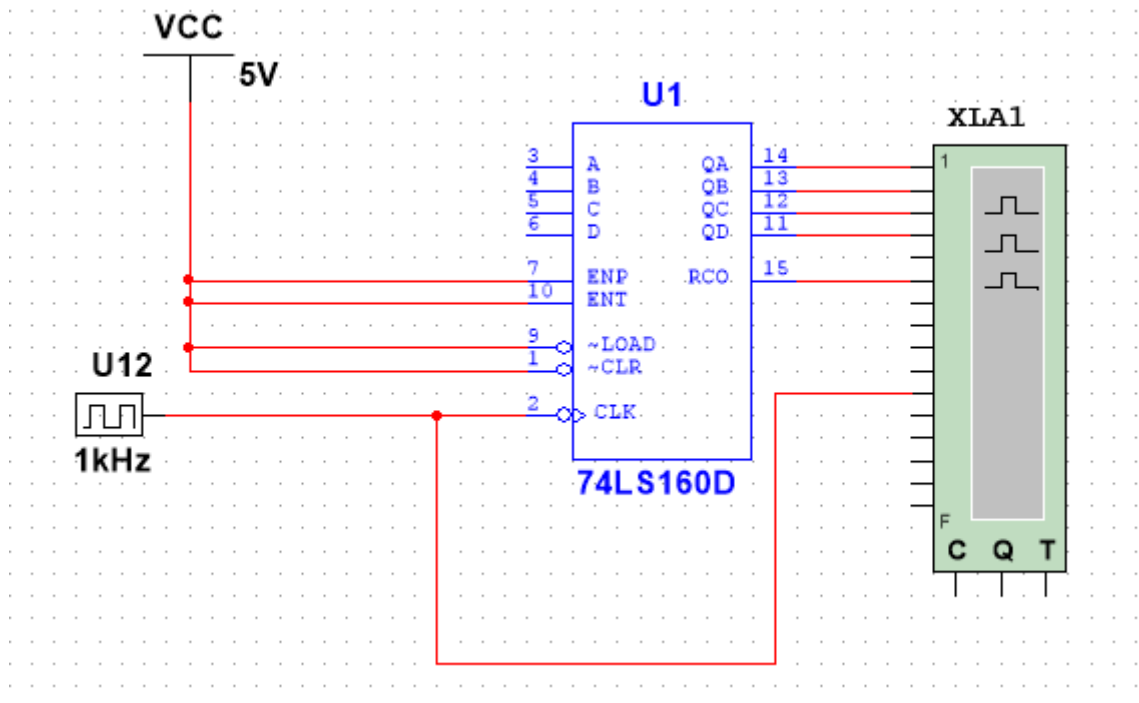 VCC
5V
U1
XLA1
3 A QA 14
4 B QB 13
5 C QC 12
6 D QD 11
7 ENP RCO 15
10 ENT
9 ~LOAD
1 ~CLR
2 CLK
74LS160D
U12
1kHz
1
F
C Q T